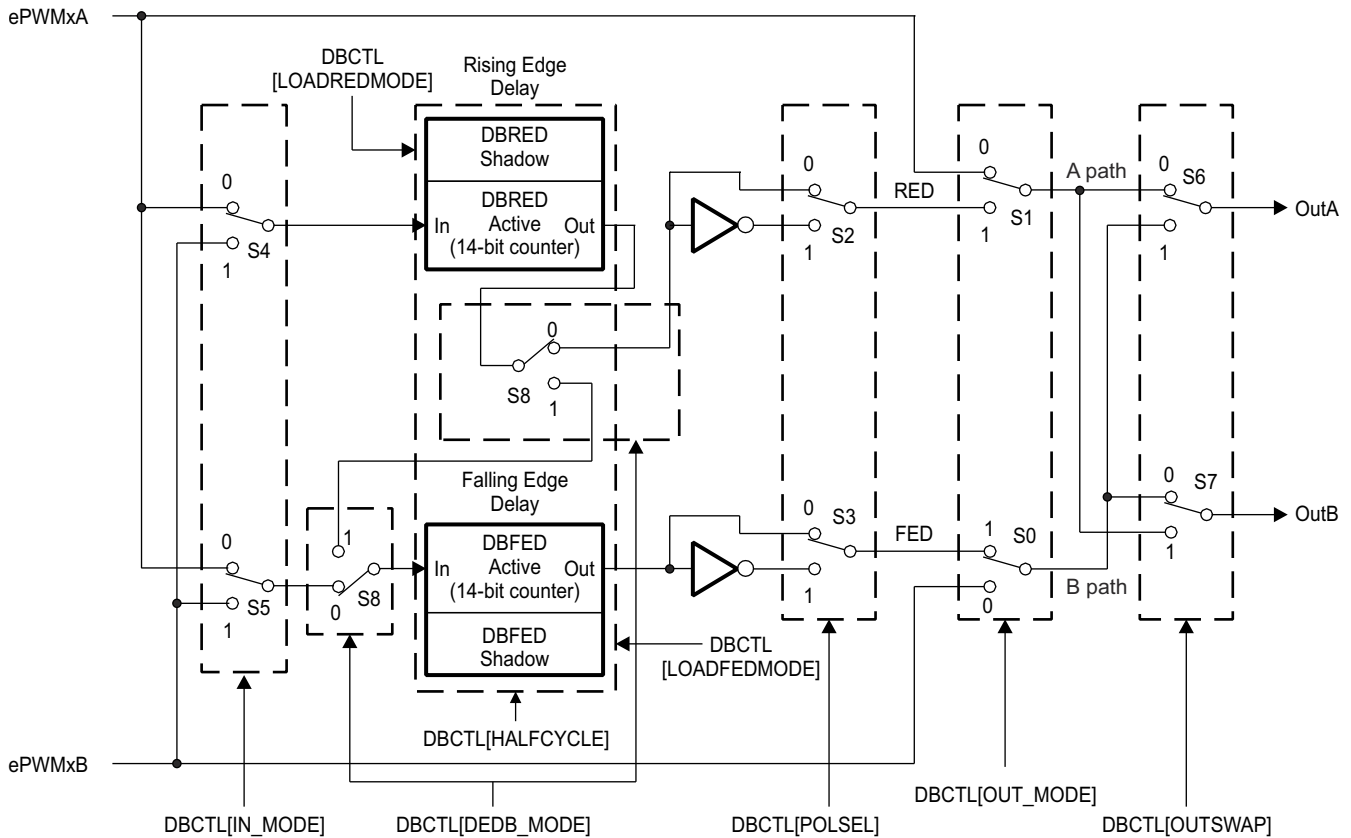 ePWMxA
DBCTL
[LOADREDMODE]
Rising Edge
Delay
DBRED
Shadow
DBRED
In Active Out
(14-bit counter)
0
S4
1
0
S2
1
RED
0
S1
1
A path
0
S6
1
OutA
0
S8
1
Falling Edge
Delay
0
S5
1
1
S8
0
In
DBFED
Active
Out
(14-bit counter)
DBFED
Shadow
0
S3
1
FED
1
S0
0
B path
0
S7
1
OutB
DBCTL
[LOADFEDMODE]
DBCTL[HALFCYCLE]
ePWMxB
DBCTL[IN_MODE]
DBCTL[DEDB_MODE]
DBCTL[POLSEL]
DBCTL[OUT_MODE]
DBCTL[OUTSWAP]